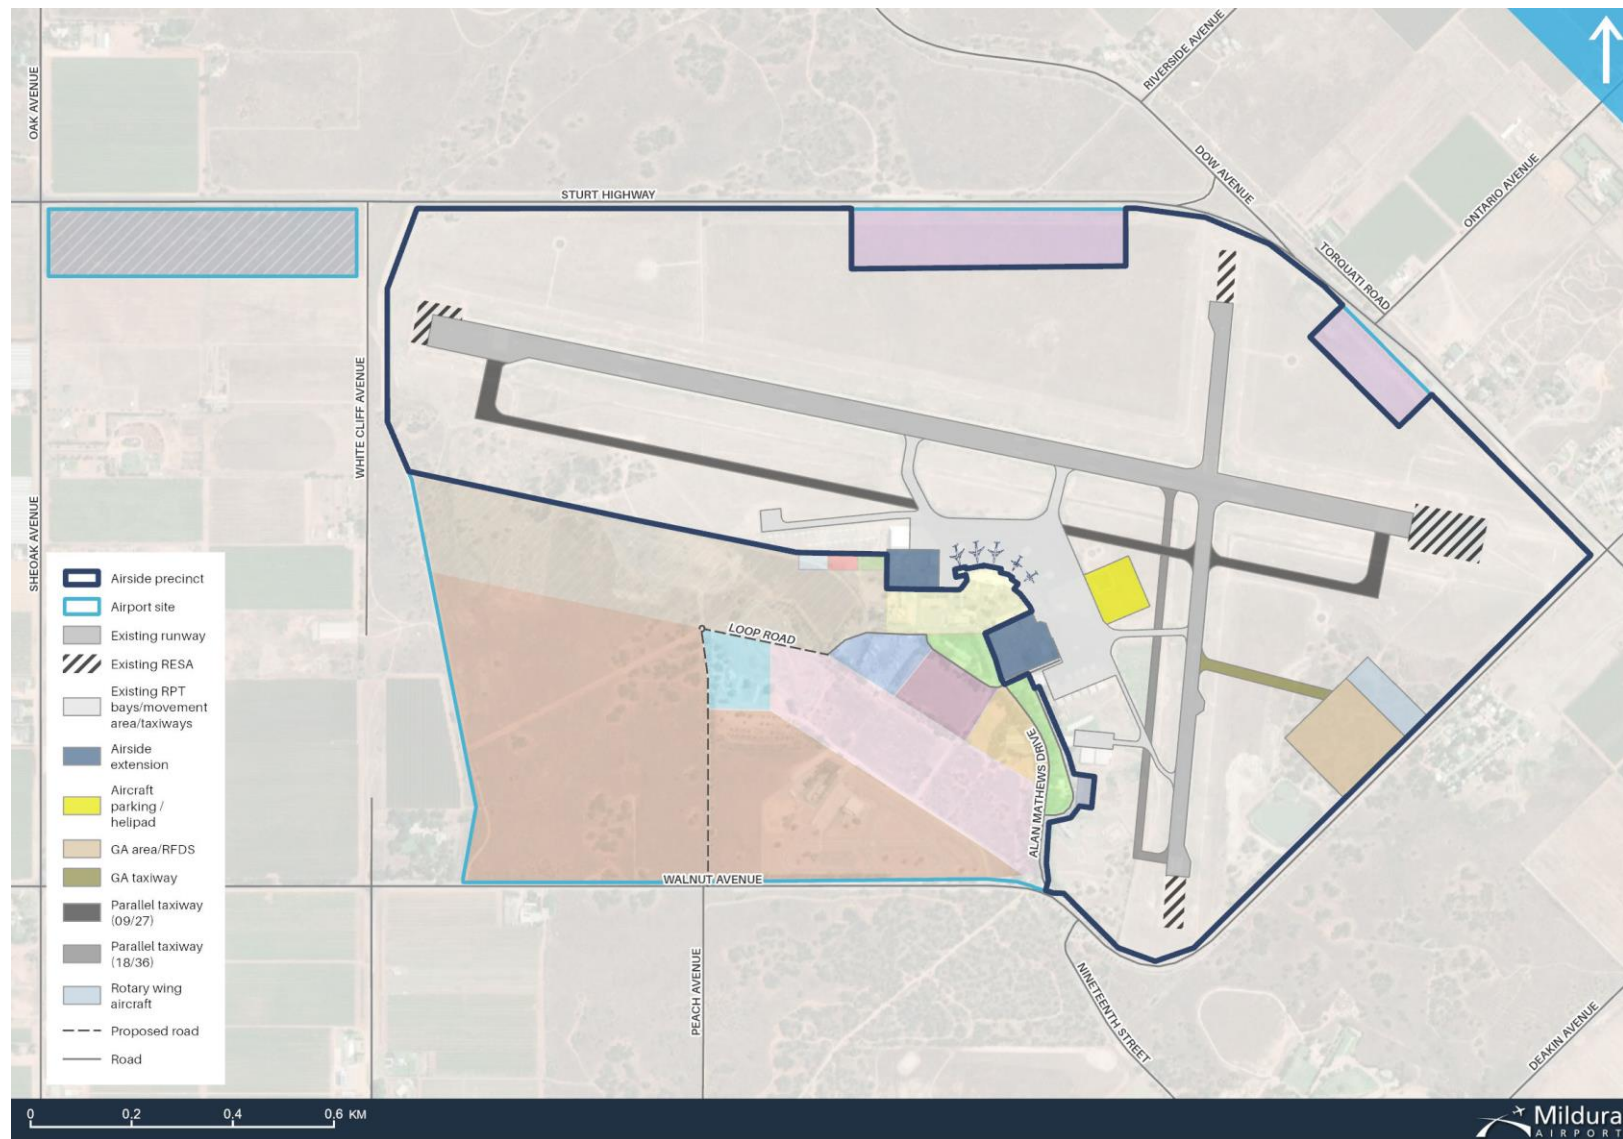 OAK AVENUE
RIVERSIDE AVENUE
DOW AVENUE
ONTARIO AVENUE
TORQUATI ROAD
STURT HIGHWAY
WHITE CLIFF AVENUE
SHEOAK AVENUE
LOOP ROAD
ALAN MATHEWS DRIVE
WALNUT AVENUE
PEACH AVENUE
NINETEENTH STREET
DEAKIN AVENUE
Airside precinct
Airport site
Existing runway
Existing RESA
Existing RPT
bays/movement
area/taxiways
Airside
extension
Aircraft
parking /
helipad
GA area/RFDS
GA taxiway
Parallel taxiway
(09/27)
Parallel taxiway
(18/36)
Rotary wing
aircraft
Proposed road
Road
0 0.2 0.4 0.6 KM
Mildura
AIRPORT